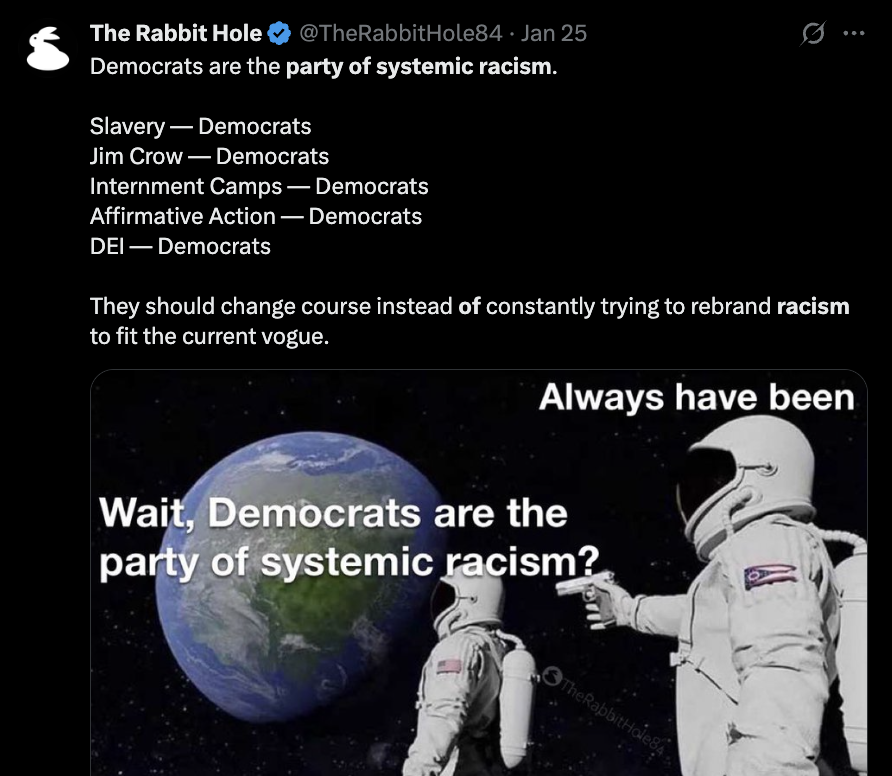 The Rabbit Hole @TheRabbitHole84 · Jan 25
Democrats are the party of systemic racism.
Slavery — Democrats
Jim Crow — Democrats
Internment Camps — Democrats
Affirmative Action — Democrats
DEI — Democrats
They should change course instead of constantly trying to rebrand racism
to fit the current vogue.
Always have been
Wait, Democrats are the
party of systemic racism?
@TheRabbitHole84